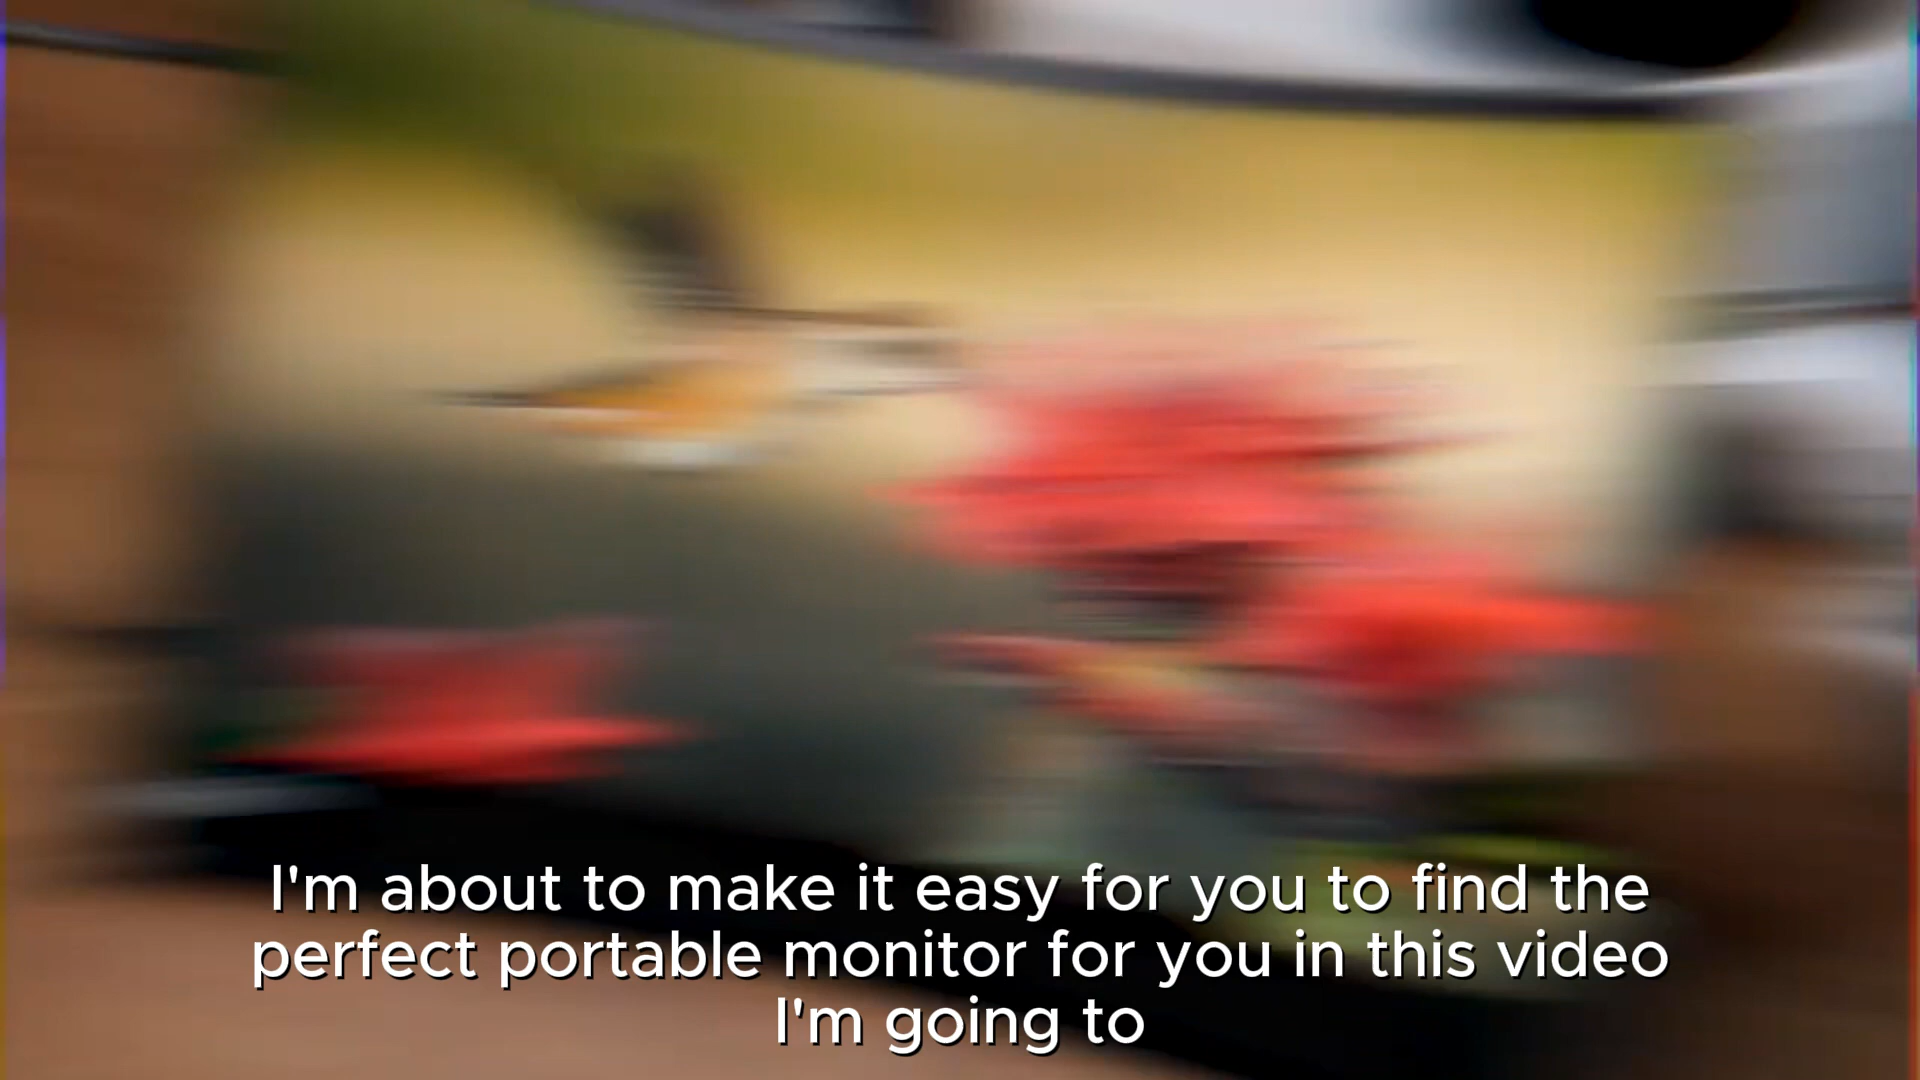 I'm about to make it easy for you to find the
perfect portable monitor for you in this video
I'm going to